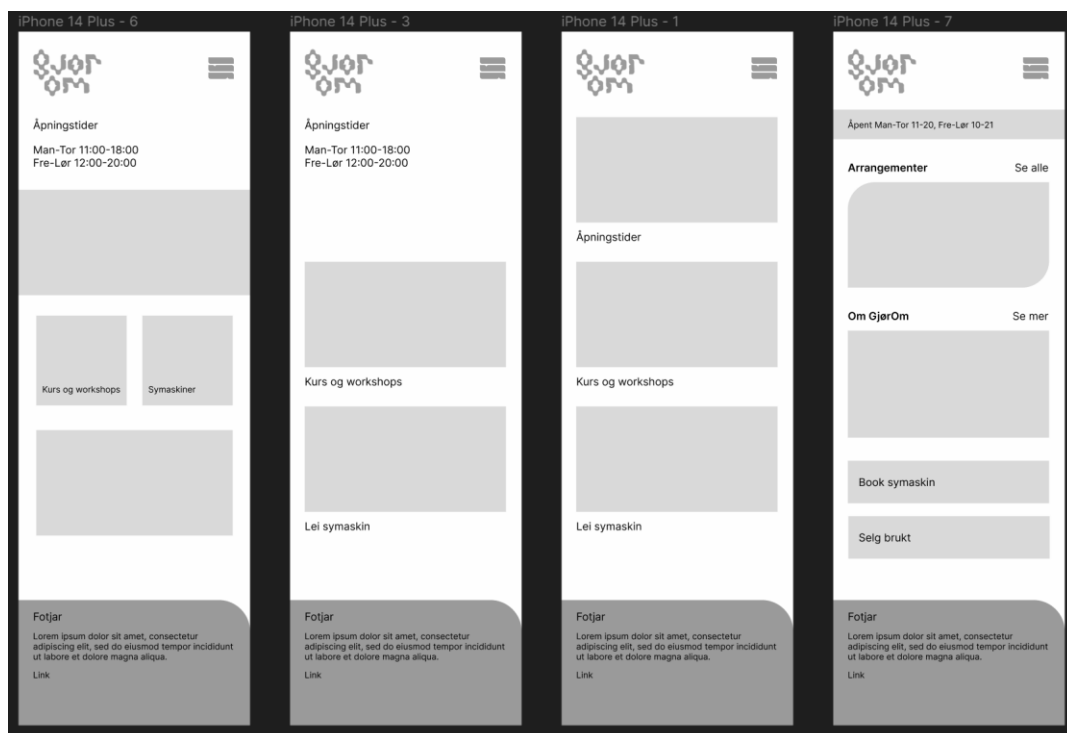 iPhone 14 Plus - 6
gjør
om
Åpningstider
Man-Tor 11:00-18:00
Fre-Lør 12:00-20:00
Kurs og workshops
Symaskiner
Fotjar
Lorem ipsum dolor sit amet, consectetur
adipiscing elit, sed do eiusmod tempor incididunt
ut labore et dolore magna aliqua.
Link
iPhone 14 Plus - 3
gjør
om
Åpningstider
Man-Tor 11:00-18:00
Fre-Lør 12:00-20:00
Kurs og workshops
Lei symaskin
Fotjar
Lorem ipsum dolor sit amet, consectetur
adipiscing elit, sed do eiusmod tempor incididunt
ut labore et dolore magna aliqua.
Link
iPhone 14 Plus - 1
gjør
om
Åpningstider
Kurs og workshops
Lei symaskin
Fotjar
Lorem ipsum dolor sit amet, consectetur
adipiscing elit, sed do eiusmod tempor incididunt
ut labore et dolore magna aliqua.
Link
iPhone 14 Plus - 7
gjør
om
Åpent Man-Tor 11-20, Fre-Lør 10-21
Arrangementer Se alle
Om GjørOm Se mer
Book symaskin
Selg brukt
Fotjar
Lorem ipsum dolor sit amet, consectetur
adipiscing elit, sed do eiusmod tempor incididunt
ut labore et dolore magna aliqua.
Link